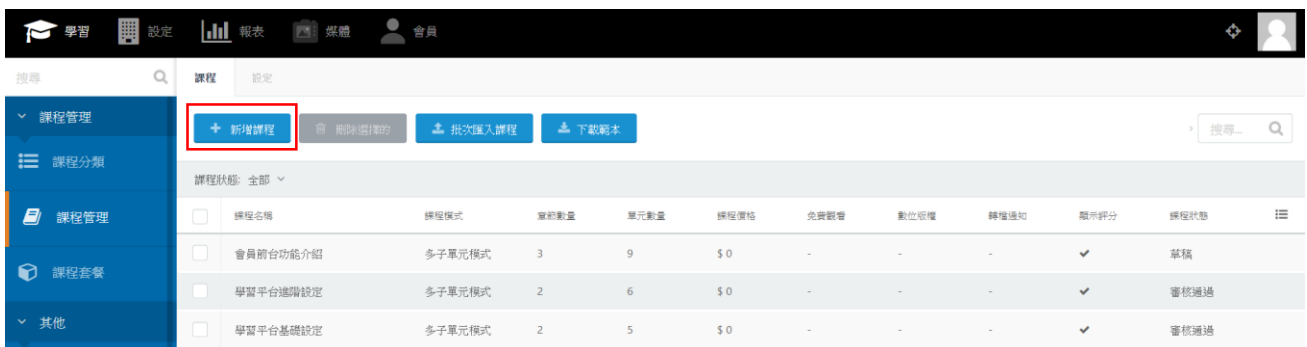 學習 設定 報表 媒體 會員
搜尋 課程 設定
課程管理
新增課程 刪除選擇的 批次匯入課程 下載範本 搜尋...
課程分類
課程狀態: 全部
課程管理
課程名稱 課程模式 章節數量 單元數量 課程價格 免費觀看 數位版權 轉檔通知 顯示評分 課程狀態
會員前台功能介紹 多子單元模式 3 9 $ 0 - - - ✔ 草稿
課程套餐
學習平台進階設定 多子單元模式 2 6 $ 0 - - - ✔ 審核通過
其他
學習平台基礎設定 多子單元模式 2 5 $ 0 - - - ✔ 審核通過